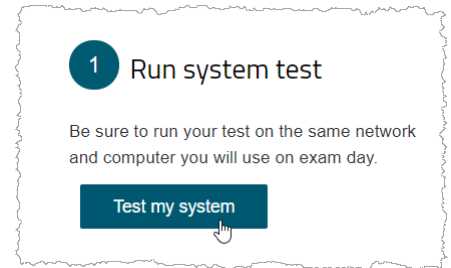 1 Run system test
Be sure to run your test on the same network
and computer you will use on exam day.
Test my system